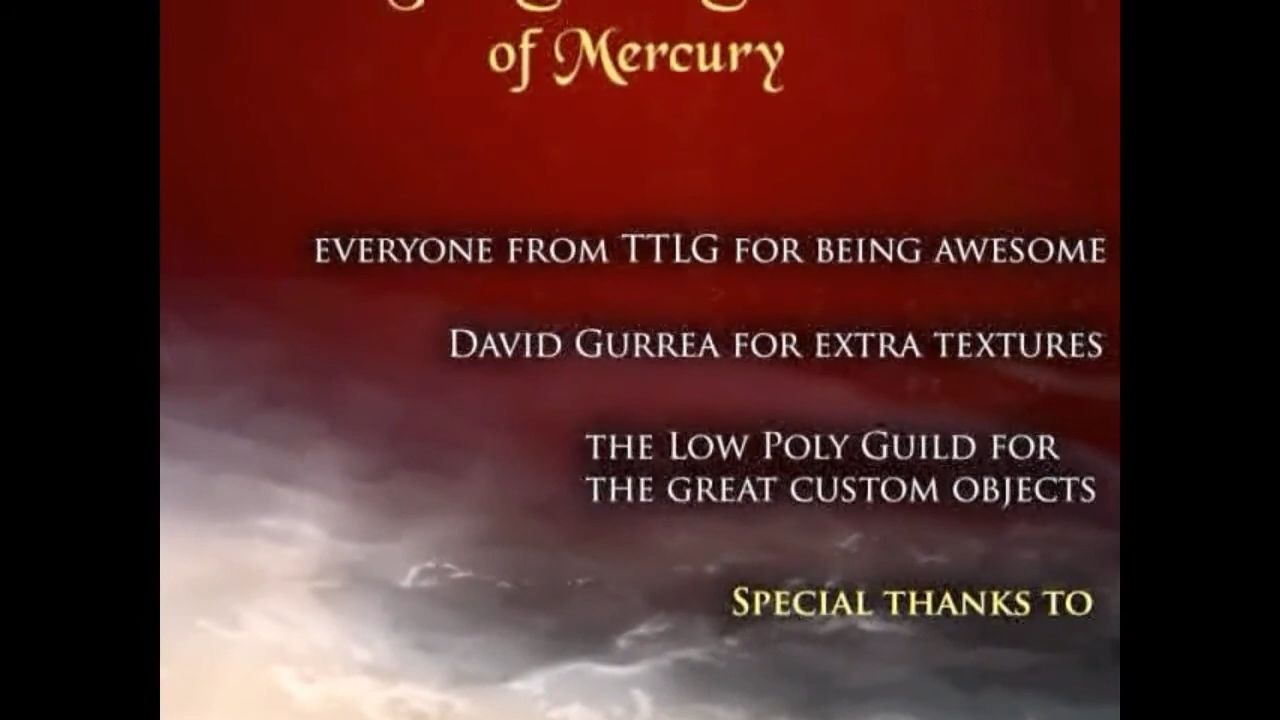 of Mercury
EVERYONE FROM TTLG FOR BEING AWESOME
DAVID GURREA FOR EXTRA TEXTURES
THE LOW POLY GUILD FOR
THE GREAT CUSTOM OBJECTS
SPECIAL THANKS TO